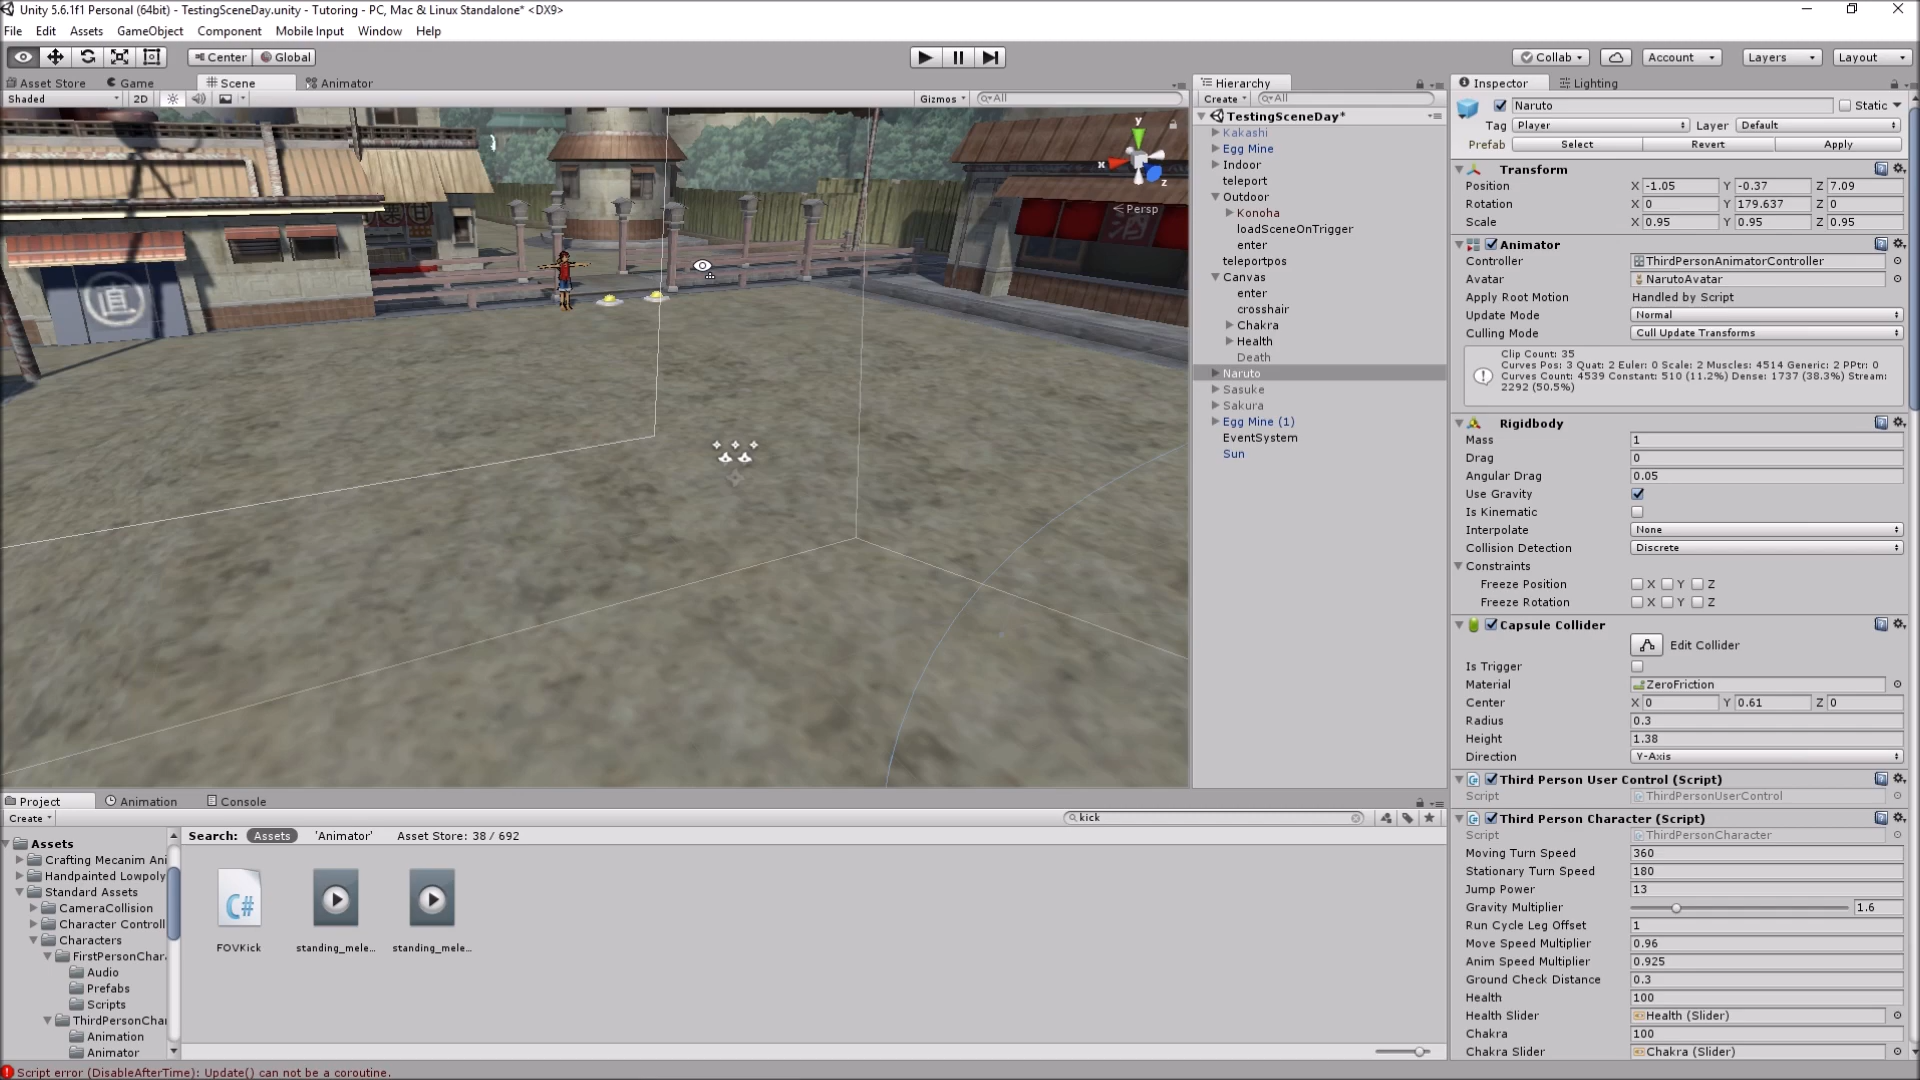 Unity 5.6.1f1 Personal (64bit) - TestingSceneDay.unity - Tutoring - PC, Mac & Linux Standalone* <DX9>
File Edit Assets GameObject Component Mobile Input Window Help
Center Global Collab Account Layers Layout
Asset Store Game Scene Animator
Shaded 2D Gizmos All
y
x
z
Persp
直
酒
Hierarchy
Create All
TestingSceneDay*
Kakashi
Egg Mine
Indoor
teleport
Outdoor
Konoha
loadSceneOnTrigger
enter
teleportpos
Canvas
enter
crosshair
Chakra
Health
Death
Naruto
Sasuke
Sakura
Egg Mine (1)
EventSystem
Sun
Inspector Lighting
Naruto Static
Tag Player Layer Default
Prefab Select Revert Apply
Transform
Position X -1.05 Y -0.37 Z 7.09
Rotation X 0 Y 179.637 Z 0
Scale X 0.95 Y 0.95 Z 0.95
Animator
Controller ThirdPersonAnimatorController
Avatar NarutoAvatar
Apply Root Motion Handled by Script
Update Mode Normal
Culling Mode Cull Update Transforms
Clip Count: 35
Curves Pos: 3 Quat: 2 Euler: 0 Scale: 2 Muscles: 4514 Generic: 2 PPtr: 0
Curves Count: 4539 Constant: 510 (11.2%) Dense: 1737 (38.3%) Stream:
2292 (50.5%)
Rigidbody
Mass 1
Drag 0
Angular Drag 0.05
Use Gravity
Is Kinematic
Interpolate None
Collision Detection Discrete
Constraints
Freeze Position X Y Z
Freeze Rotation X Y Z
Capsule Collider
Edit Collider
Is Trigger
Material ZeroFriction
Center X 0 Y 0.61 Z 0
Radius 0.3
Height 1.38
Direction Y-Axis
Third Person User Control (Script)
Script ThirdPersonUserControl
Third Person Character (Script)
Script ThirdPersonCharacter
Moving Turn Speed 360
Stationary Turn Speed 180
Jump Power 13
Gravity Multiplier 1.6
Run Cycle Leg Offset 1
Move Speed Multiplier 0.96
Anim Speed Multiplier 0.925
Ground Check Distance 0.3
Health 100
Health Slider Health (Slider)
Chakra 100
Chakra Slider Chakra (Slider)
Project Animation Console
Create kick
Search: Assets 'Animator' Asset Store: 38 / 692
Assets
Crafting Mecanim Ani
Handpainted Lowpoly
Standard Assets
CameraCollision
Character Controll
Characters
FirstPersonChar
Audio
Prefabs
Scripts
ThirdPersonChar
Animation
Animator
C#
FOVKick standing_mele... standing_mele...
Script error (DisableAfterTime): Update() can not be a coroutine.